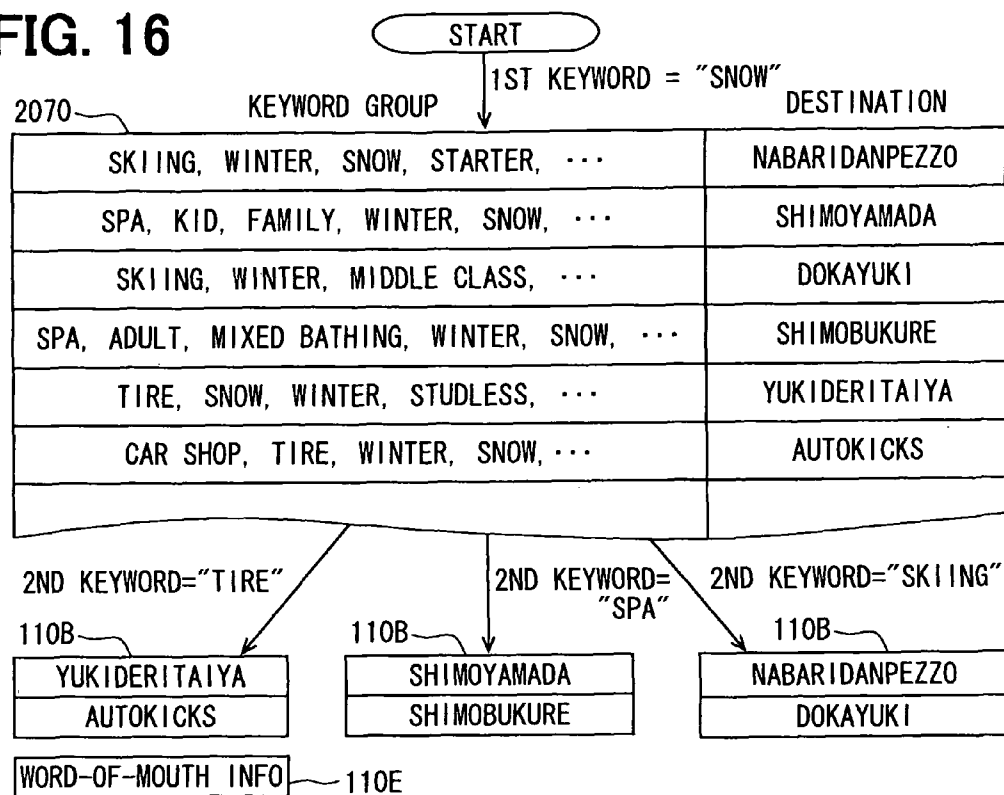 FIG. 16
START
1ST KEYWORD = "SNOW"
2070
KEYWORD GROUP
DESTINATION
SKIING, WINTER, SNOW, STARTER, ···
NABARIDANPEZZO
SPA, KID, FAMILY, WINTER, SNOW, ···
SHIMOYAMADA
SKIING, WINTER, MIDDLE CLASS, ···
DOKAYUKI
SPA, ADULT, MIXED BATHING, WINTER, SNOW, ···
SHIMOBUKURE
TIRE, SNOW, WINTER, STUDLESS, ···
YUKIDERITAIYA
CAR SHOP, TIRE, WINTER, SNOW, ···
AUTOKICKS
2ND KEYWORD="TIRE"
2ND KEYWORD=
"SPA"
2ND KEYWORD="SKIING"
110B
110B
110B
YUKIDERITAIYA
AUTOKICKS
SHIMOYAMADA
SHIMOBUKURE
NABARIDANPEZZO
DOKAYUKI
WORD-OF-MOUTH INFO
110E